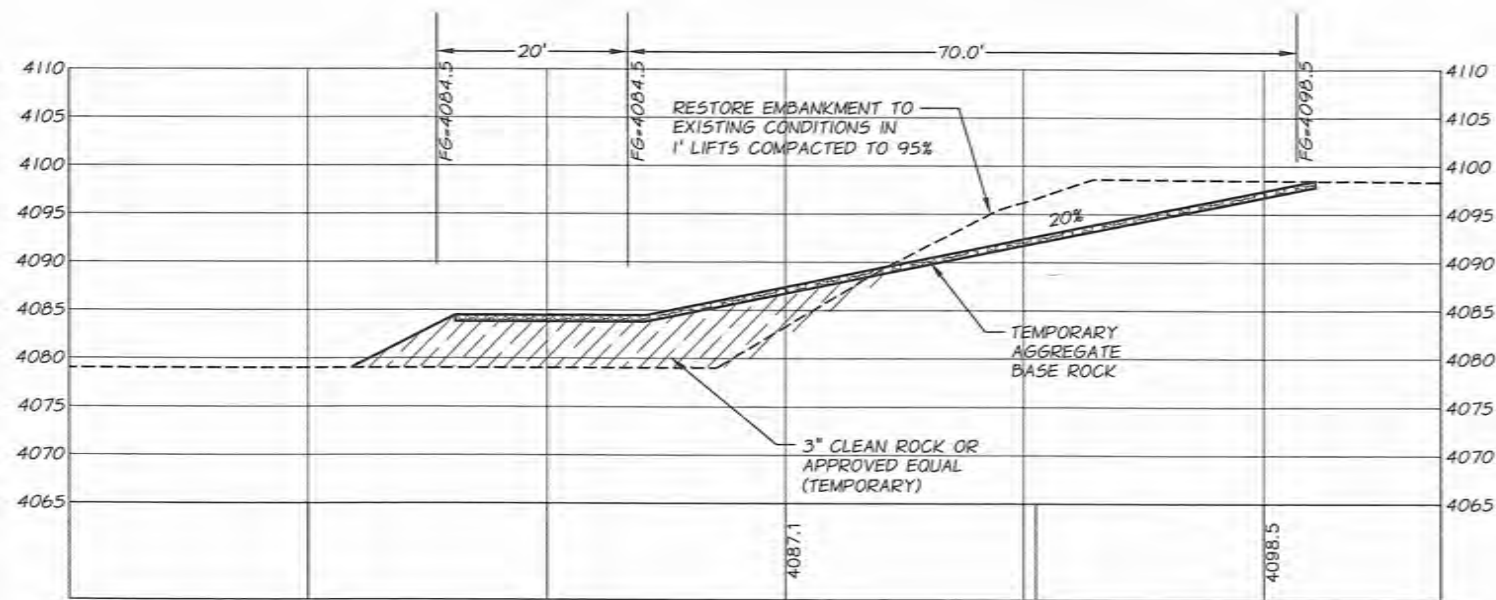 20'
70.0'
FG=4084.5
FG=4084.5
FG=4098.5
4110
4105
4100
4095
4090
4085
4080
4075
4070
4065
4110
4105
4100
4095
4090
4085
4080
4075
4070
4065
RESTORE EMBANKMENT TO
EXISTING CONDITIONS IN
1' LIFTS COMPACTED TO 95%
20%
TEMPORARY
AGGREGATE
BASE ROCK
3" CLEAN ROCK OR
APPROVED EQUAL
(TEMPORARY)
4087.1
4098.5